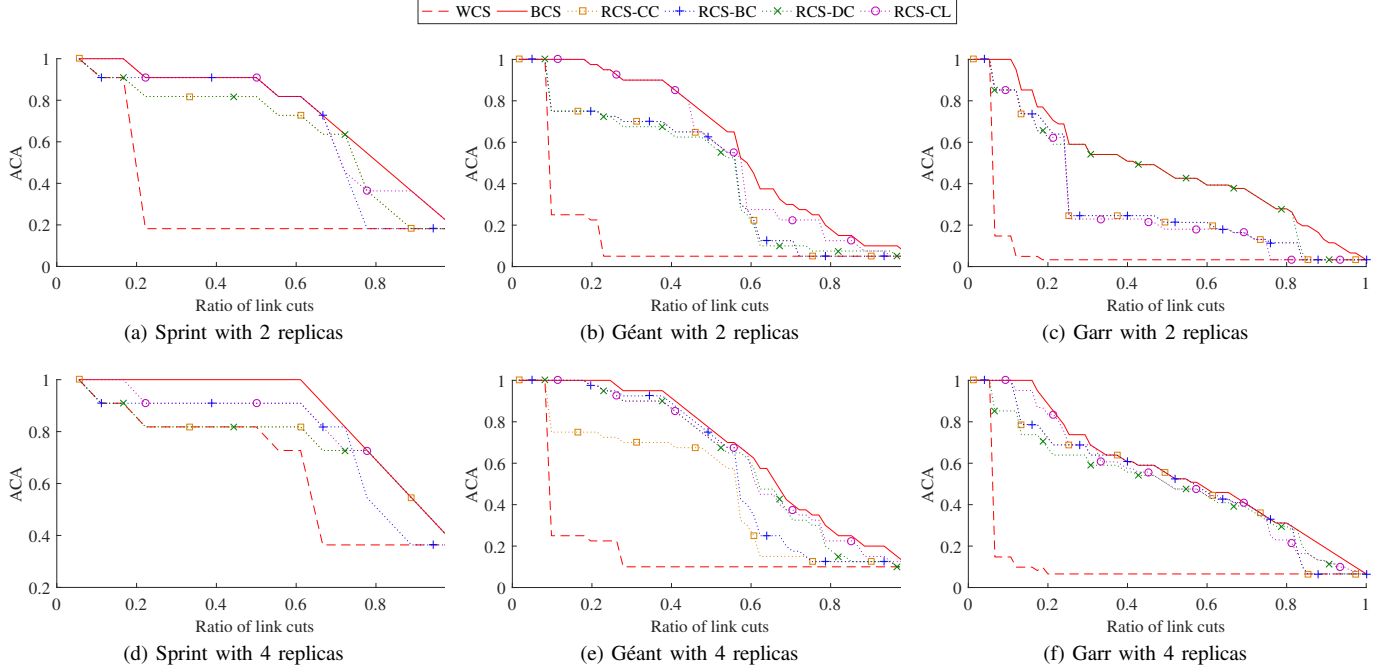 WCS BCS RCS-CC RCS-BC RCS-DC RCS-CL
1
0.8
0.6
0.4
0.2
0
ACA
0 0.2 0.4 0.6 0.8
Ratio of link cuts
(a) Sprint with 2 replicas
1
0.8
0.6
0.4
0.2
0
ACA
0 0.2 0.4 0.6 0.8
Ratio of link cuts
(b) Géant with 2 replicas
1
0.8
0.6
0.4
0.2
0
ACA
0 0.2 0.4 0.6 0.8 1
Ratio of link cuts
(c) Garr with 2 replicas
1
0.8
0.6
0.4
0.2
ACA
0 0.2 0.4 0.6 0.8
Ratio of link cuts
(d) Sprint with 4 replicas
1
0.8
0.6
0.4
0.2
0
ACA
0 0.2 0.4 0.6 0.8
Ratio of link cuts
(e) Géant with 4 replicas
1
0.8
0.6
0.4
0.2
0
ACA
0 0.2 0.4 0.6 0.8 1
Ratio of link cuts
(f) Garr with 4 replicas